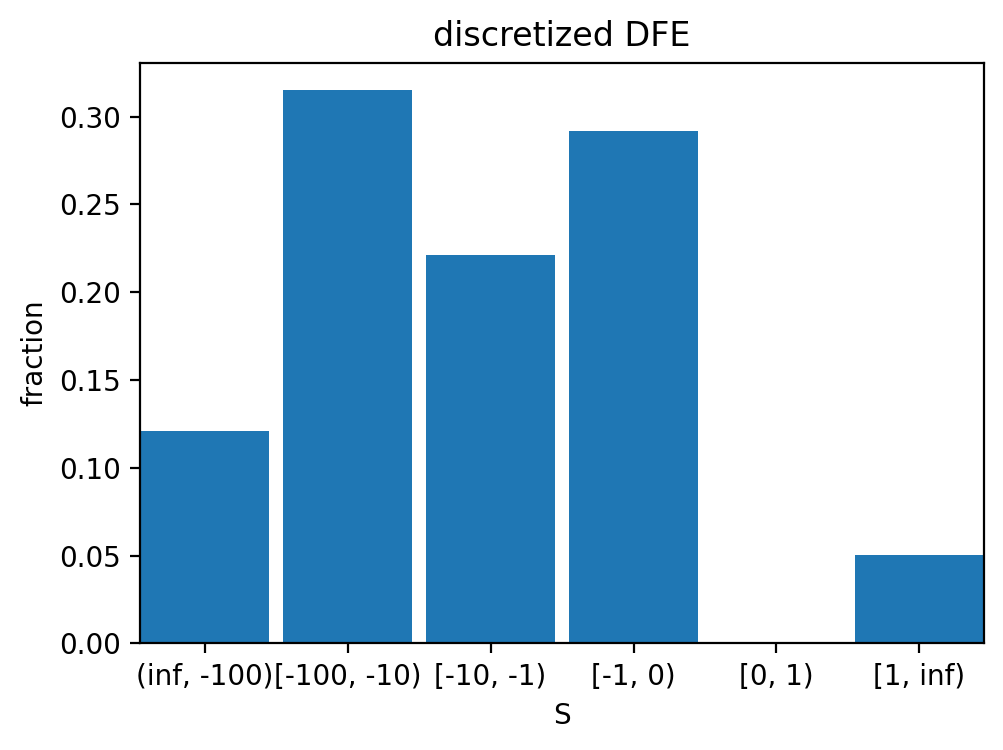 discretized DFE
fraction
0.30
0.25
0.20
0.15
0.10
0.05
0.00
(inf, -100) [-100, -10) [-10, -1) [-1, 0) [0, 1) [1, inf)
S